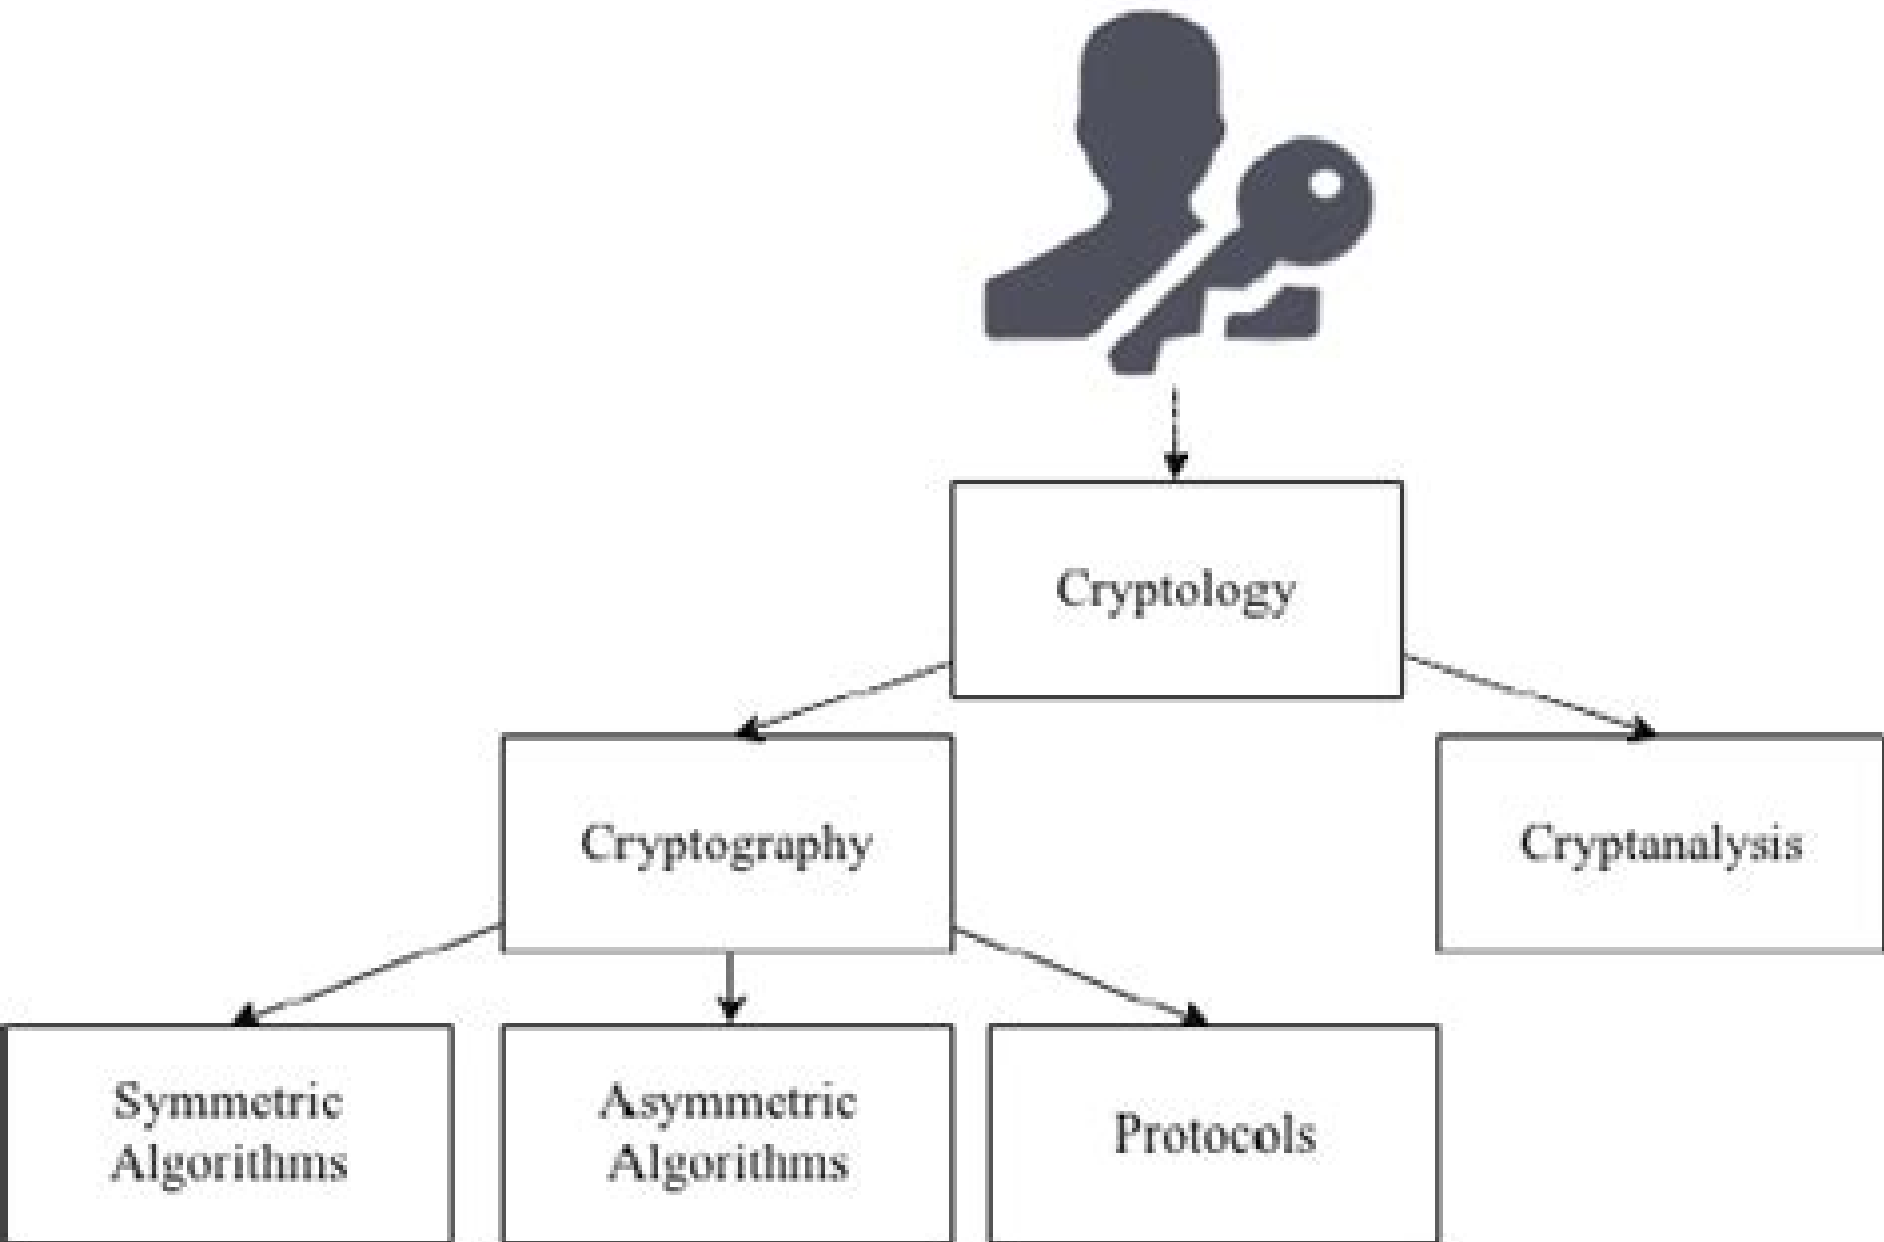 Cryptology
Cryptography
Cryptanalysis
Symmetric
Algorithms
Asymmetric
Algorithms
Protocols